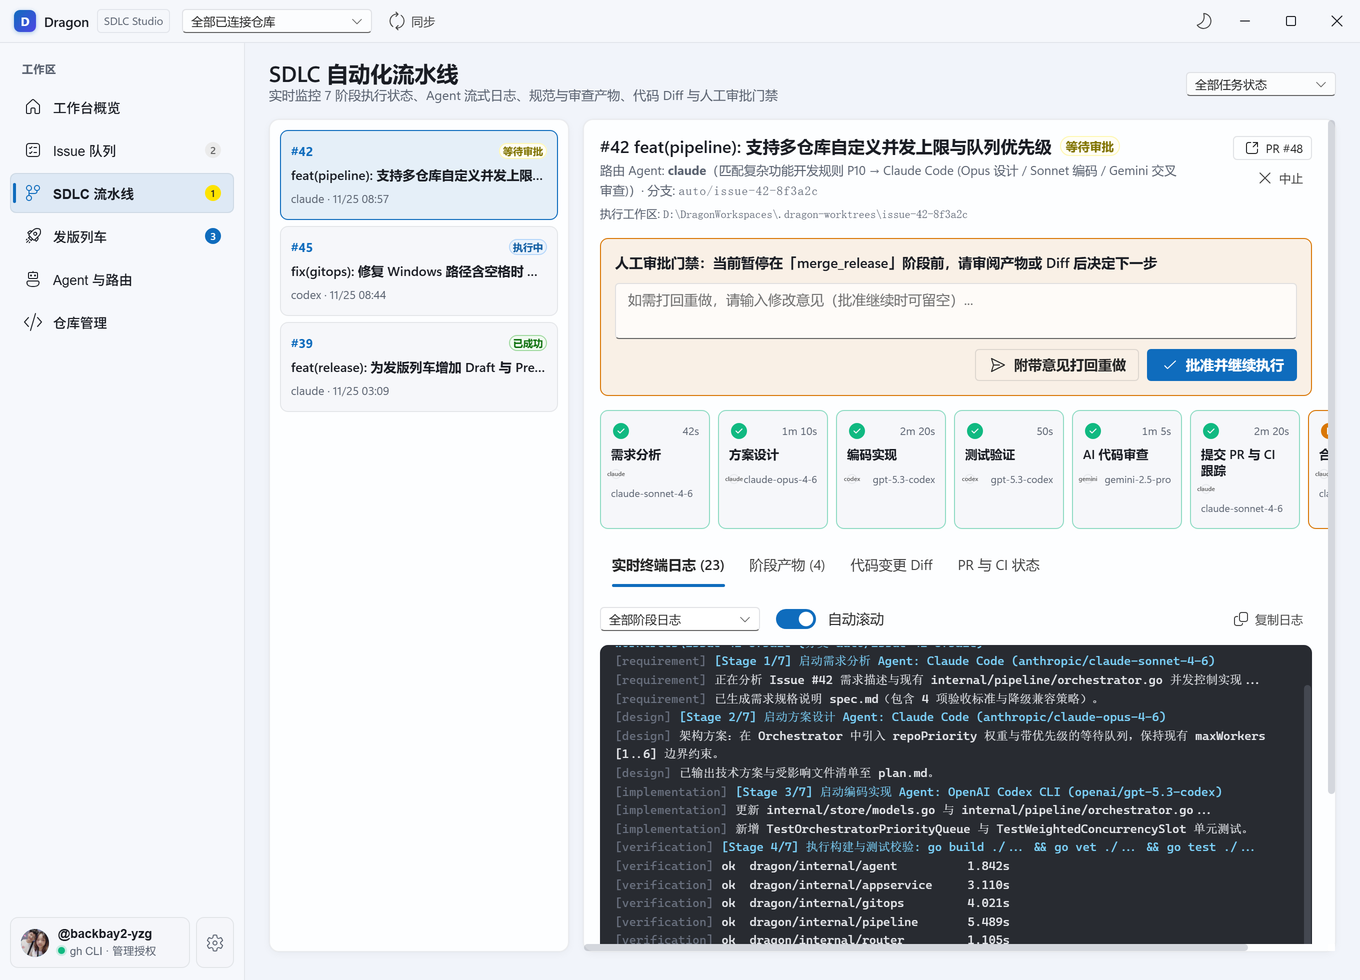 D Dragon SDLC Studio 全部已连接仓库 同步
工作区
工作台概览
Issue 队列 2
SDLC 流水线 1
发版列车 3
Agent 与路由
仓库管理
@backbay2-yzg
gh CLI · 管理授权
SDLC 自动化流水线
实时监控 7 阶段执行状态、Agent 流式日志、规范与审查产物、代码 Diff 与人工审批门禁
全部任务状态
#42 等待审批
feat(pipeline): 支持多仓库自定义并发上限...
claude · 11/25 08:57
#45 执行中
fix(gitops): 修复 Windows 路径含空格时 ...
codex · 11/25 08:44
#39 已成功
feat(release): 为发版列车增加 Draft 与 Pre...
claude · 11/25 03:09
#42 feat(pipeline): 支持多仓库自定义并发上限与队列优先级 等待审批
PR #48
路由 Agent: claude（匹配复杂功能开发规则 P10 → Claude Code (Opus 设计 / Sonnet 编码 / Gemini 交叉
审查)）· 分支: auto/issue-42-8f3a2c
中止
执行工作区: D:\DragonWorkspaces\.dragon-worktrees\issue-42-8f3a2c
人工审批门禁：当前暂停在「merge_release」阶段前，请审阅产物或 Diff 后决定下一步
如需打回重做，请输入修改意见（批准继续时可留空）...
附带意见打回重做
批准并继续执行
42s
需求分析
claude
claude-sonnet-4-6
1m 10s
方案设计
claude claude-opus-4-6
2m 20s
编码实现
codex gpt-5.3-codex
50s
测试验证
codex gpt-5.3-codex
1m 5s
AI 代码审查
gemini gemini-2.5-pro
2m 20s
提交 PR 与 CI
跟踪
claude
claude-sonnet-4-6
实时终端日志 (23) 阶段产物 (4) 代码变更 Diff PR 与 CI 状态
全部阶段日志 自动滚动 复制日志
[requirement] [Stage 1/7] 启动需求分析 Agent: Claude Code (anthropic/claude-sonnet-4-6)
[requirement] 正在分析 Issue #42 需求描述与现有 internal/pipeline/orchestrator.go 并发控制实现...
[requirement] 已生成需求规格说明 spec.md（包含 4 项验收标准与降级兼容策略）。
[design] [Stage 2/7] 启动方案设计 Agent: Claude Code (anthropic/claude-opus-4-6)
[design] 架构方案：在 Orchestrator 中引入 repoPriority 权重与带优先级的等待队列，保持现有 maxWorkers
[1..6] 边界约束。
[design] 已输出技术方案与受影响文件清单至 plan.md。
[implementation] [Stage 3/7] 启动编码实现 Agent: OpenAI Codex CLI (openai/gpt-5.3-codex)
[implementation] 更新 internal/store/models.go 与 internal/pipeline/orchestrator.go...
[implementation] 新增 TestOrchestratorPriorityQueue 与 TestWeightedConcurrencySlot 单元测试。
[verification] [Stage 4/7] 执行构建与测试校验: go build ./... && go vet ./... && go test ./...
[verification] ok dragon/internal/agent 1.842s
[verification] ok dragon/internal/appservice 3.110s
[verification] ok dragon/internal/gitops 4.021s
[verification] ok dragon/internal/pipeline 5.489s
[verification] ok dragon/internal/router 1.105s